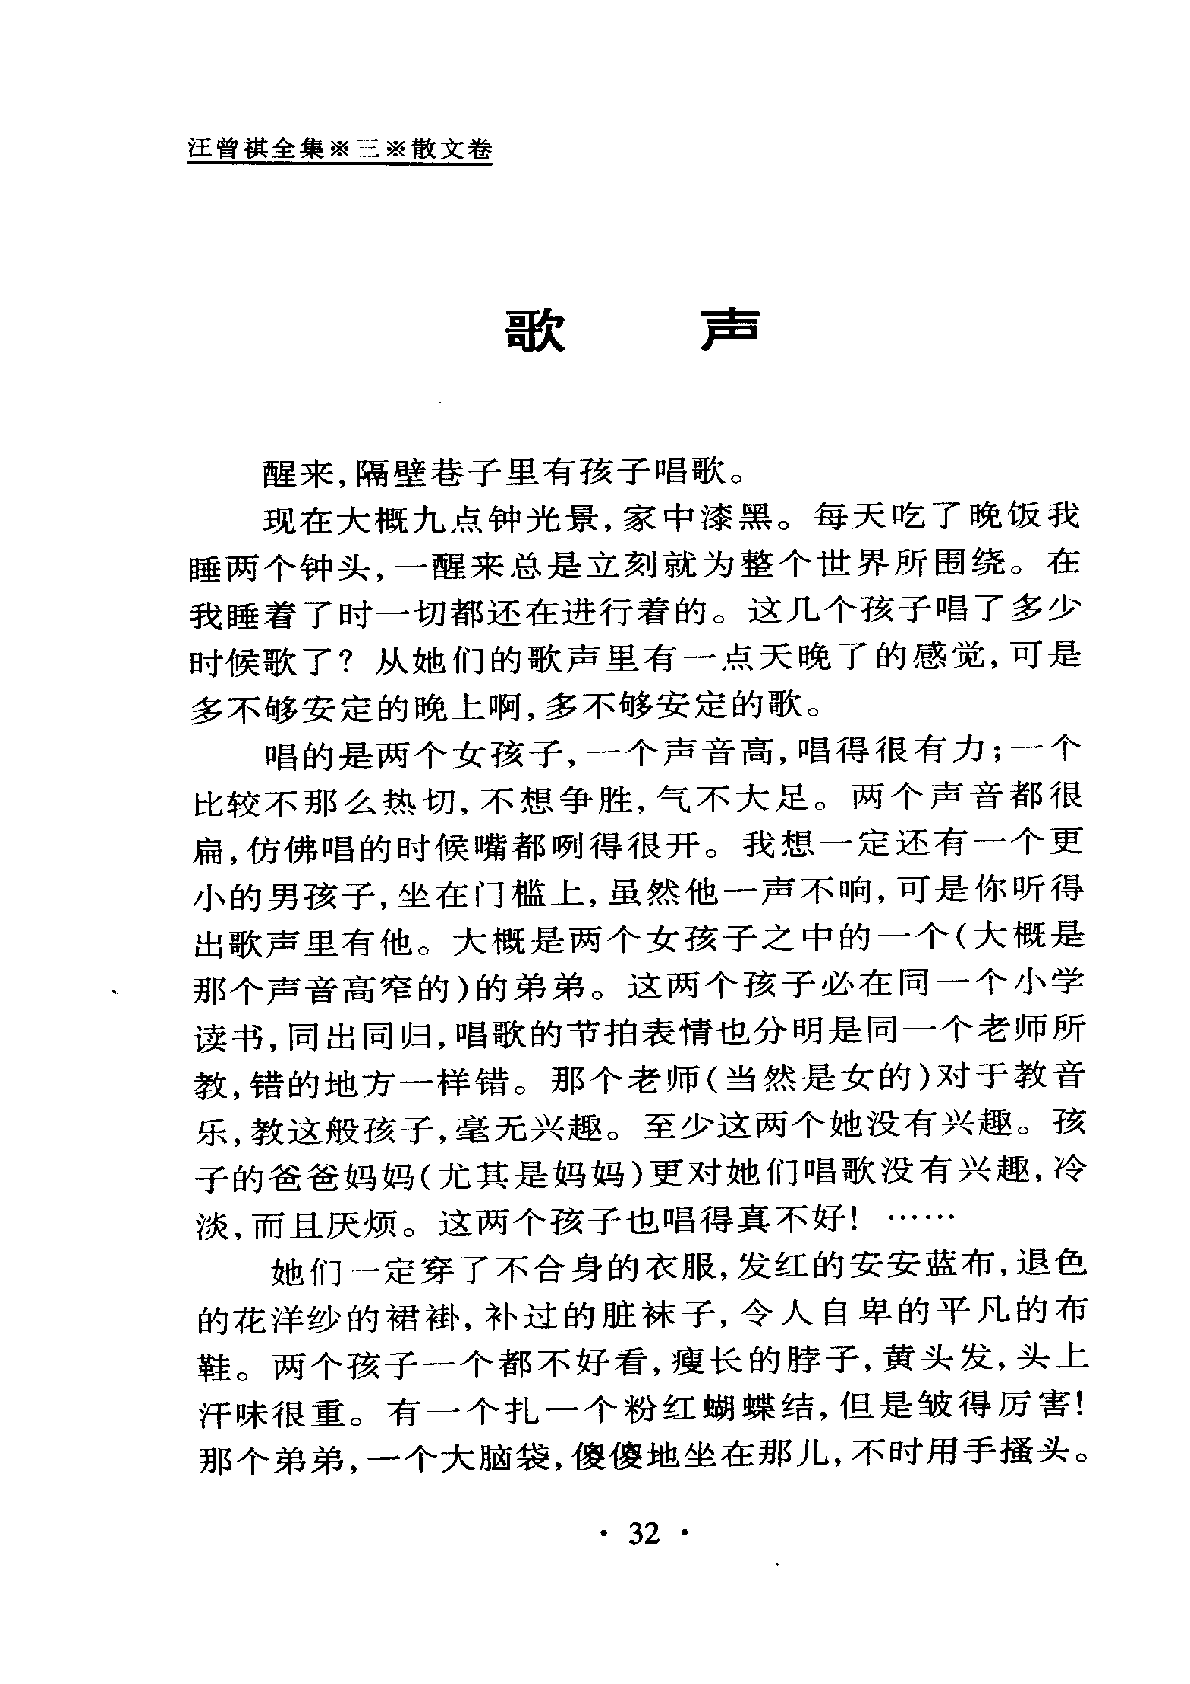 汪曾祺全集※三※散文卷
歌 声
醒来,隔壁巷子里有孩子唱歌。
现在大概九点钟光景,家中漆黑。每天吃了晚饭我
睡两个钟头,一醒来总是立刻就为整个世界所围绕。在
我睡着了时一切都还在进行着的。这几个孩子唱了多少
时候歌了? 从她们的歌声里有一点天晚了的感觉,可是
多不够安定的晚上啊,多不够安定的歌。
唱的是两个女孩子,一个声音高,唱得很有力;一个
比较不那么热切,不想争胜,气不大足。两个声音都很
扁,仿佛唱的时候嘴都咧得很开。我想一定还有一个更
小的男孩子,坐在门槛上,虽然他一声不响,可是你听得
出歌声里有他。大概是两个女孩子之中的一个(大概是
那个声音高窄的)的弟弟。这两个孩子必在同一个小学
读书,同出同归,唱歌的节拍表情也分明是同一个老师所
教,错的地方一样错。那个老师(当然是女的)对于教音
乐,教这般孩子,毫无兴趣。至少这两个她没有兴趣。孩
子的爸爸妈妈(尤其是妈妈)更对她们唱歌没有兴趣,冷
淡,而且厌烦。这两个孩子也唱得真不好! ……
她们一定穿了不合身的衣服,发红的安安蓝布,退色
的花洋纱的裙褂,补过的脏袜子,令人自卑的平凡的布
鞋。两个孩子一个都不好看,瘦长的脖子,黄头发,头上
汗味很重。有一个扎一个粉红蝴蝶结,但是皱得厉害!
那个弟弟,一个大脑袋,傻傻地坐在那儿,不时用手搔头。
· 32 ·